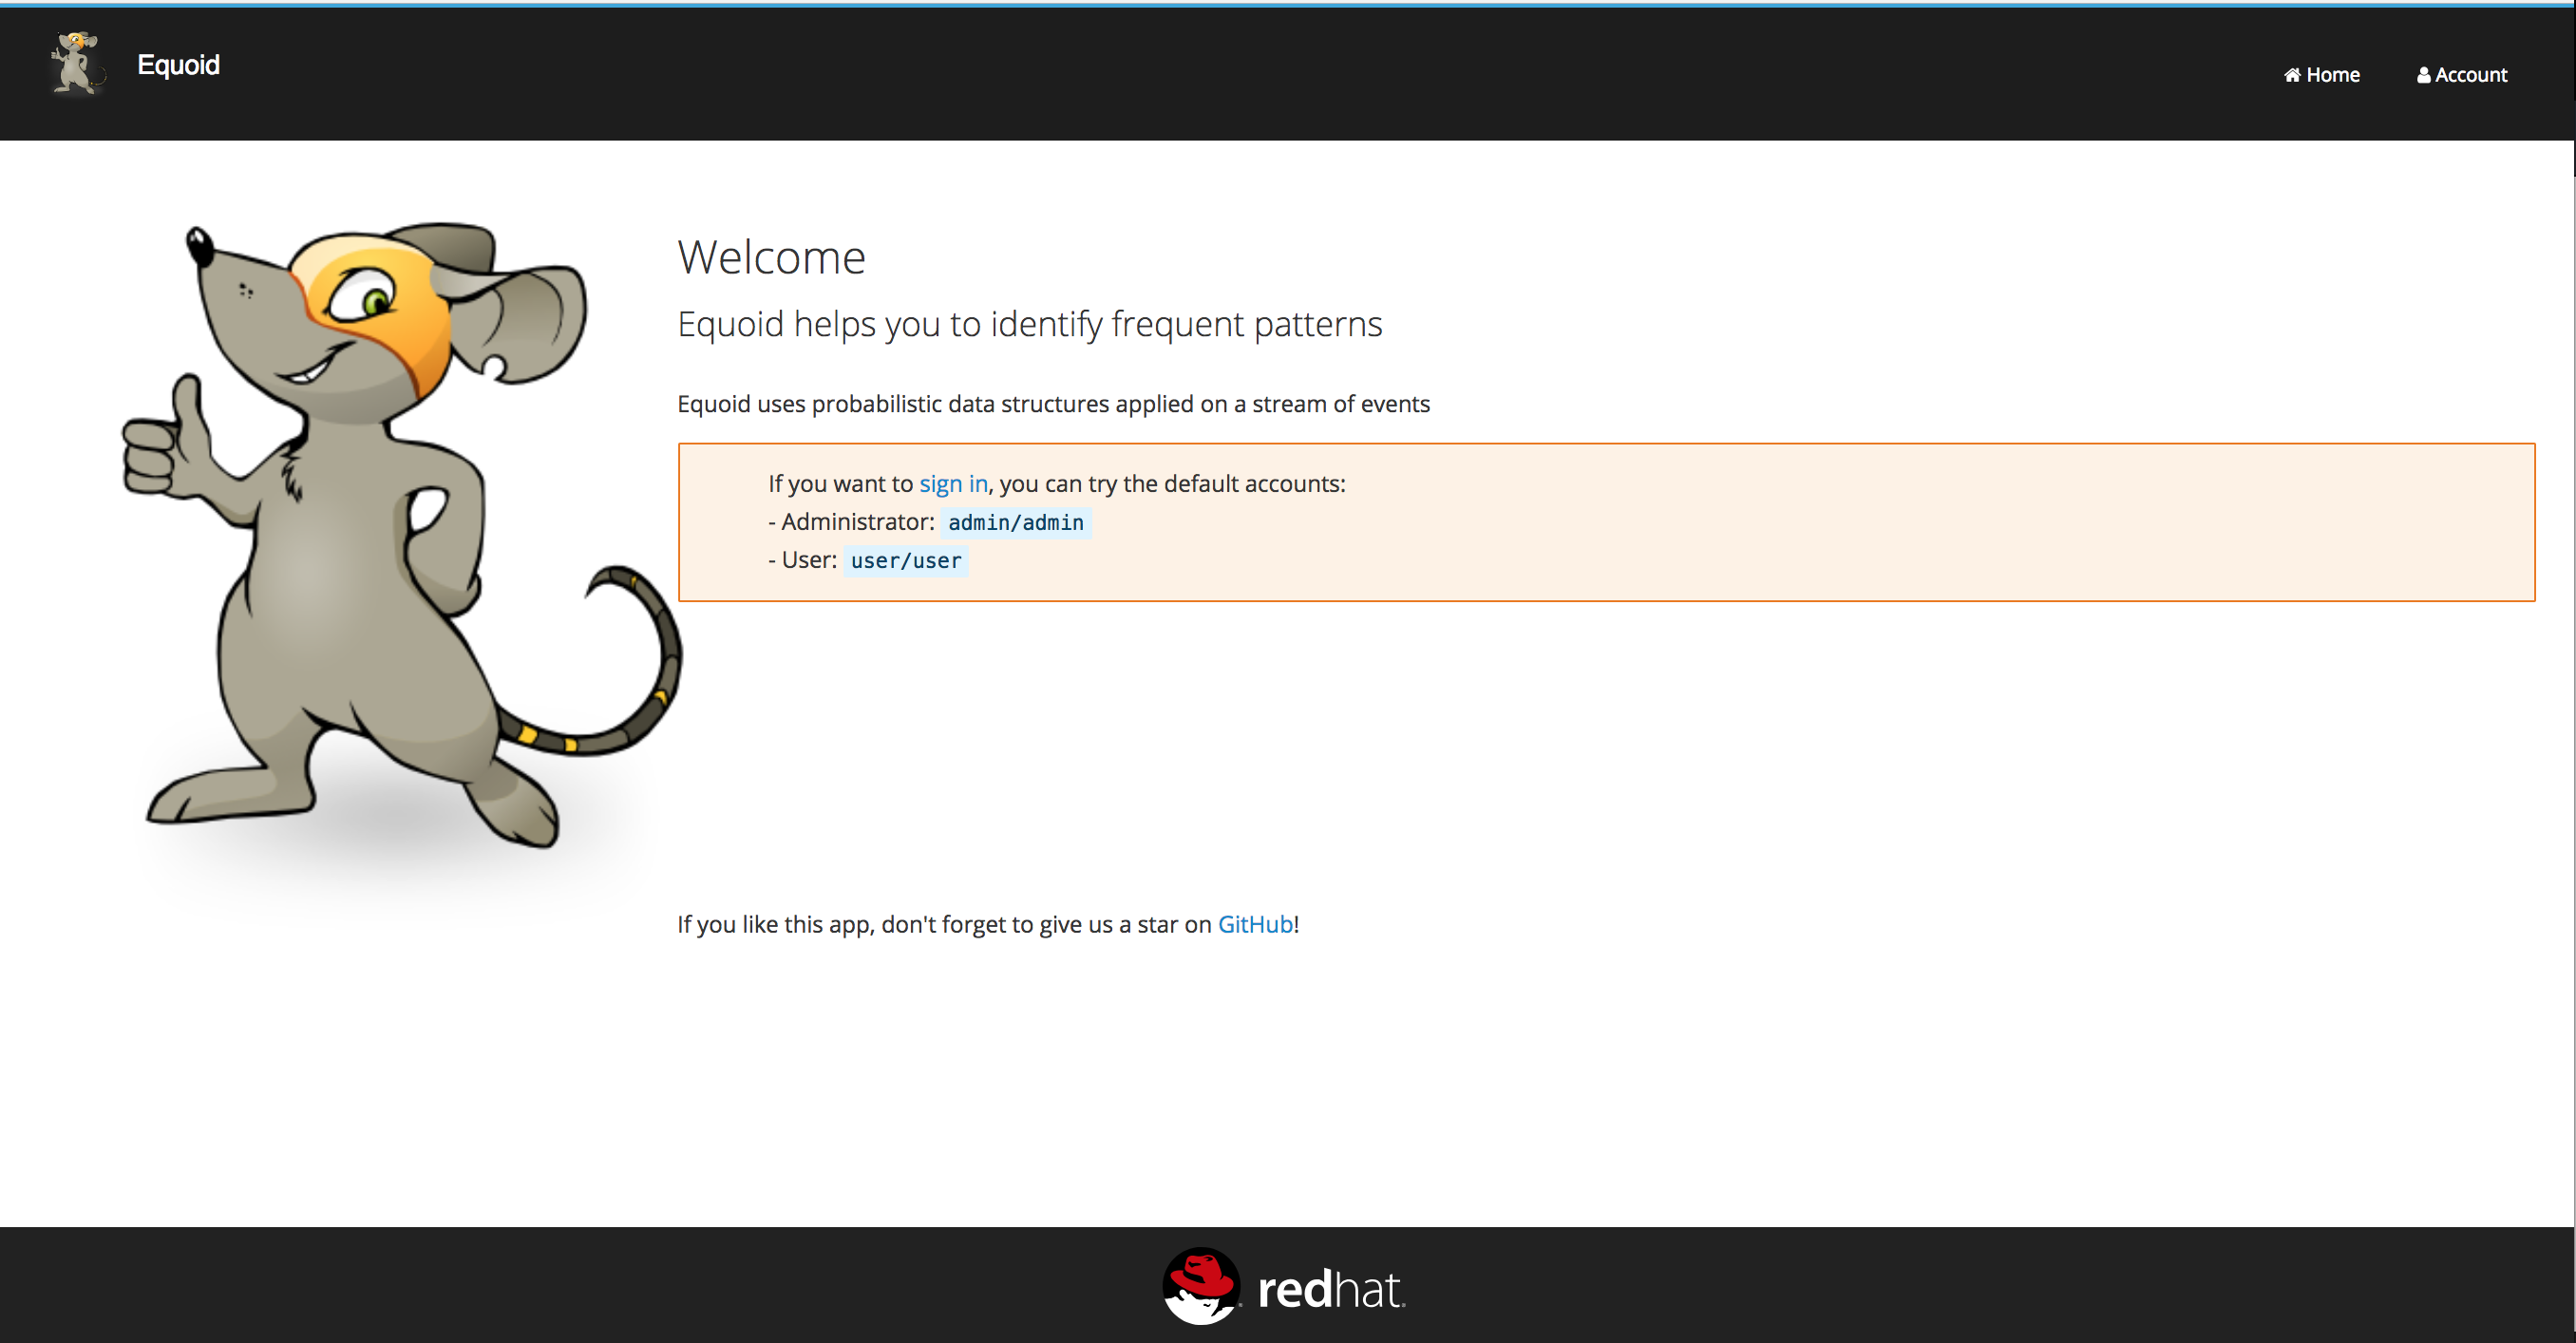 Equoid
Home
Account
Welcome
Equoid helps you to identify frequent patterns
Equoid uses probabilistic data structures applied on a stream of events
If you want to sign in, you can try the default accounts:
- Administrator: admin/admin
- User: user/user
If you like this app, don't forget to give us a star on GitHub!
redhat.